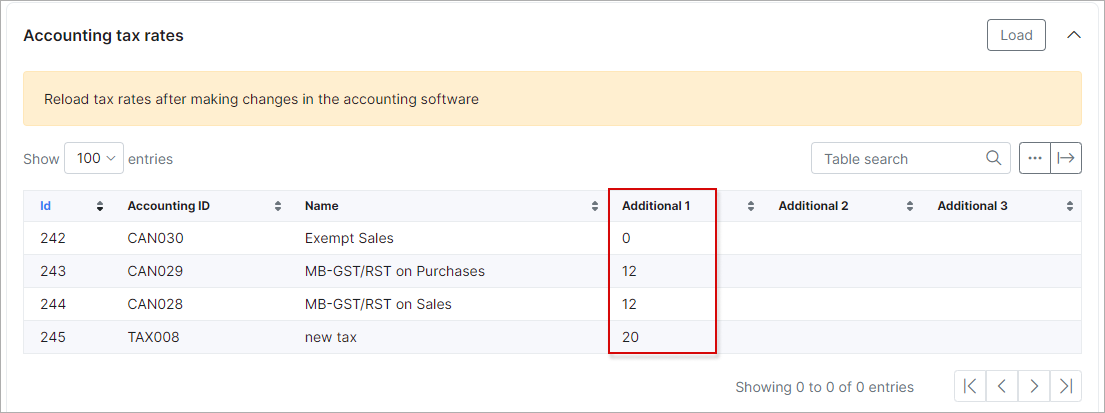 Accounting tax rates Load
Reload tax rates after making changes in the accounting software
Show 100 entries Table search ...
Id Accounting ID Name Additional 1 Additional 2 Additional 3
242 CAN030 Exempt Sales 0
243 CAN029 MB-GST/RST on Purchases 12
244 CAN028 MB-GST/RST on Sales 12
245 TAX008 new tax 20
Showing 0 to 0 of 0 entries